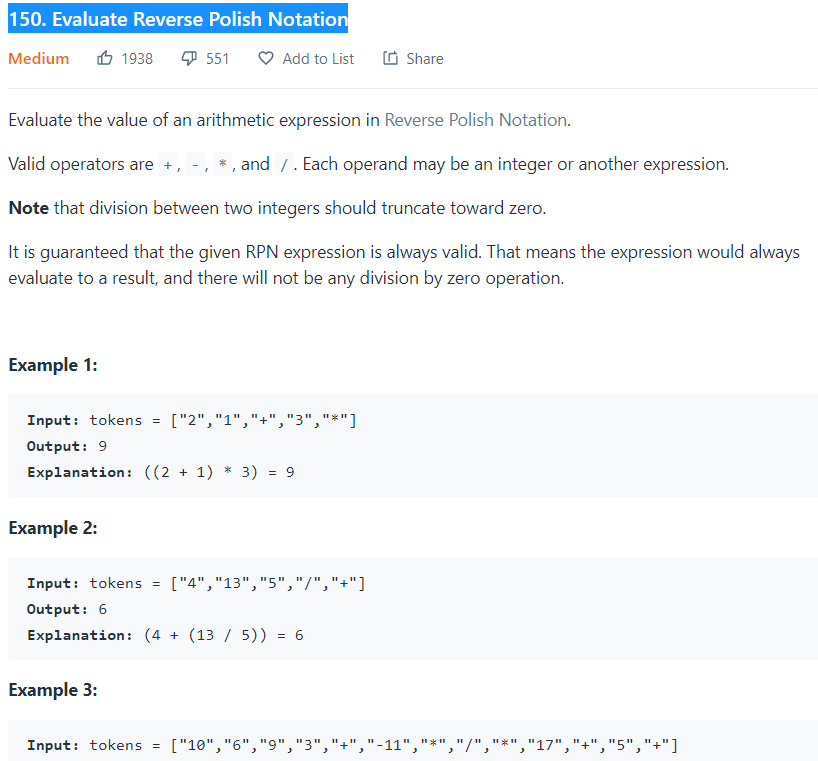 150. Evaluate Reverse Polish Notation
Medium 1938 551 Add to List Share
Evaluate the value of an arithmetic expression in Reverse Polish Notation.
Valid operators are +, -, *, and /. Each operand may be an integer or another expression.
Note that division between two integers should truncate toward zero.
It is guaranteed that the given RPN expression is always valid. That means the expression would always
evaluate to a result, and there will not be any division by zero operation.
Example 1:
Input: tokens = ["2","1","+","3","*"]
Output: 9
Explanation: ((2 + 1) * 3) = 9
Example 2:
Input: tokens = ["4","13","5","/","+"]
Output: 6
Explanation: (4 + (13 / 5)) = 6
Example 3:
Input: tokens = ["10","6","9","3","+","-11","*","/","*","17","+","5","+"]